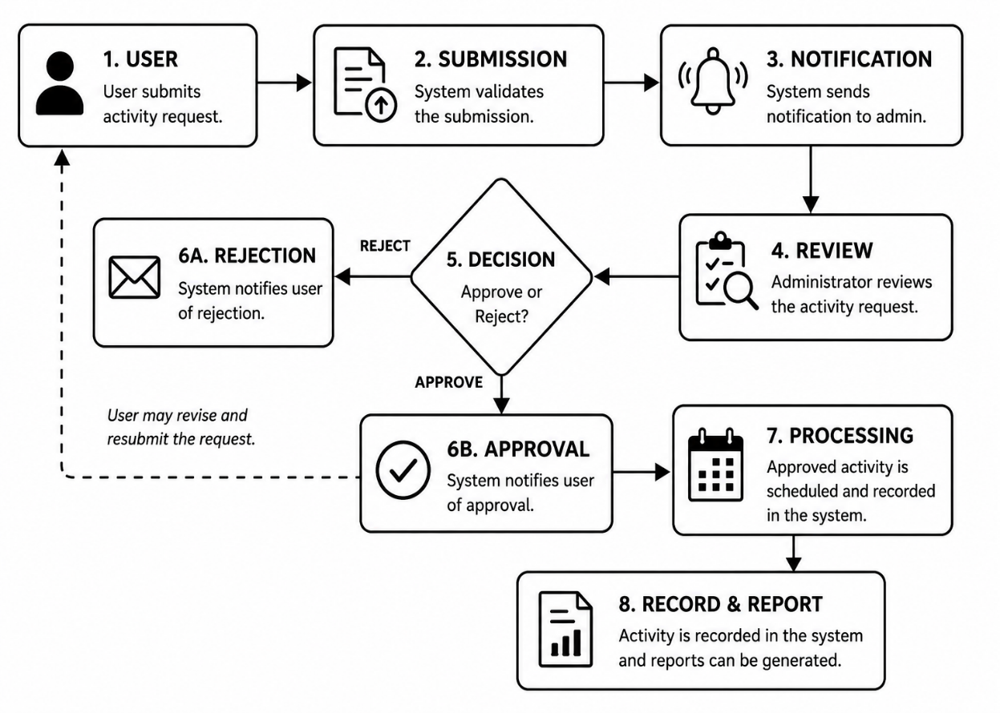 1. USER
User submits
activity request.
2. SUBMISSION
System validates
the submission.
3. NOTIFICATION
System sends
notification to admin.
4. REVIEW
Administrator reviews
the activity request.
5. DECISION
Approve or
Reject?
REJECT
6A. REJECTION
System notifies user
of rejection.
APPROVE
User may revise and
resubmit the request.
6B. APPROVAL
System notifies user
of approval.
7. PROCESSING
Approved activity is
scheduled and recorded
in the system.
8. RECORD & REPORT
Activity is recorded in the system
and reports can be generated.